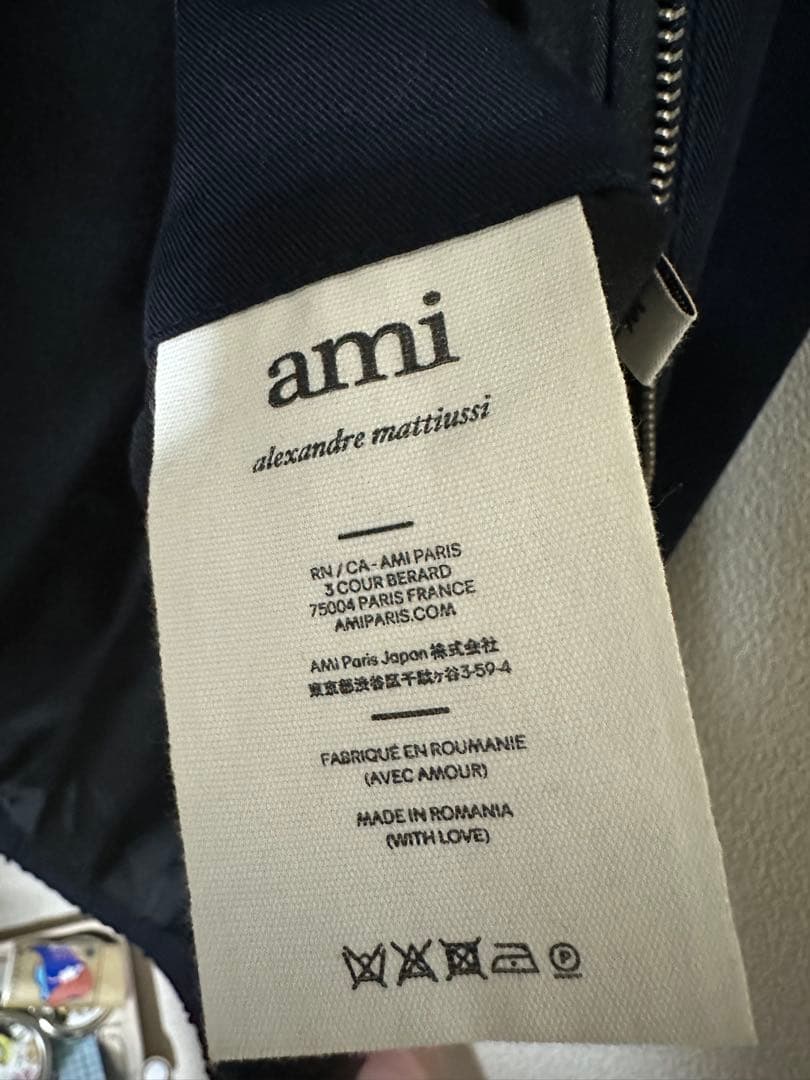 ami
alexandre mattiussi
RN / CA - AMI PARIS
3 COUR BERARD
75004 PARIS FRANCE
AMIPARIS.COM
AMI Paris Japan 株式会社
東京都渋谷区千駄ヶ谷3-59-4
FABRIQUÉ EN ROUMANIE
(AVEC AMOUR)
MADE IN ROMANIA
(WITH LOVE)
P